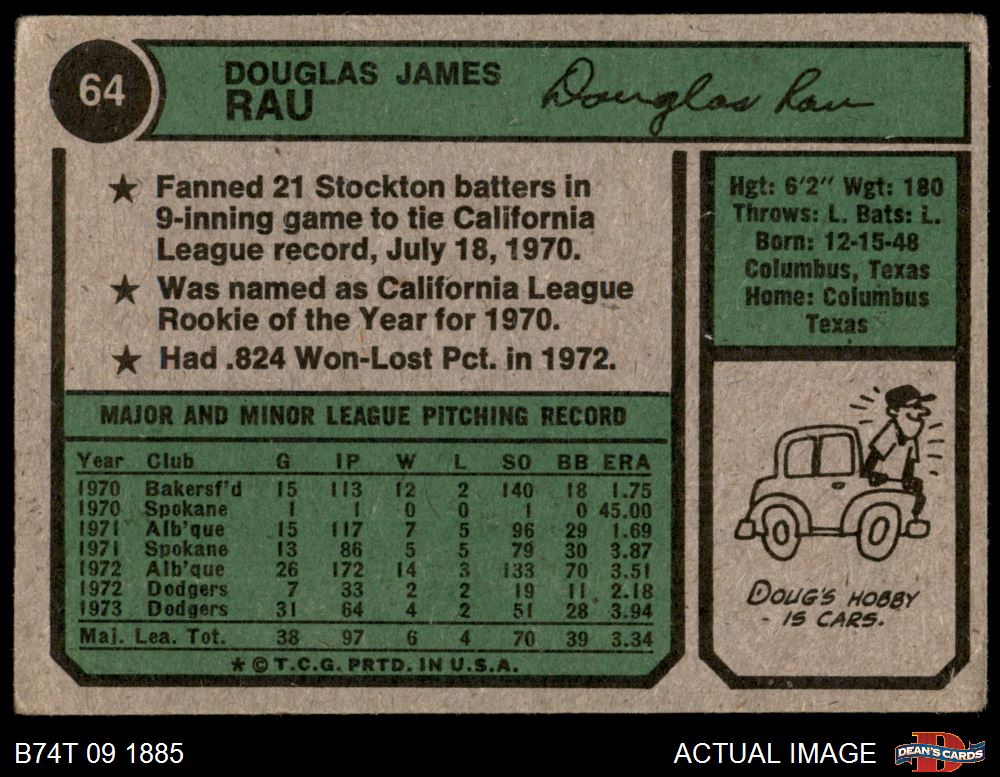 64
DOUGLAS JAMES
RAU
Douglas Rau
★ Fanned 21 Stockton batters in
9-inning game to tie California
League record, July 18, 1970.
★ Was named as California League
Rookie of the Year for 1970.
★ Had .824 Won-Lost Pct. in 1972.
Hgt: 6'2" Wgt: 180
Throws: L. Bats: L.
Born: 12-15-48
Columbus, Texas
Home: Columbus
Texas
MAJOR AND MINOR LEAGUE PITCHING RECORD
Year Club G IP W L SO BB ERA
1970 Bakersf'd 15 113 12 2 140 18 1.75
1970 Spokane 1 1 0 0 1 0 45.00
1971 Alb'que 15 117 7 5 96 29 1.69
1971 Spokane 13 86 5 5 79 30 3.87
1972 Alb'que 26 172 14 3 133 70 3.51
1972 Dodgers 7 33 2 2 19 11 2.18
1973 Dodgers 31 64 4 2 51 28 3.94
Maj. Lea. Tot. 38 97 6 4 70 39 3.34
★ © T.C.G. PRTD. IN U.S.A.
DOUG'S HOBBY
- IS CARS.
B74T 09 1885
ACTUAL IMAGE
DEAN'S CARDS